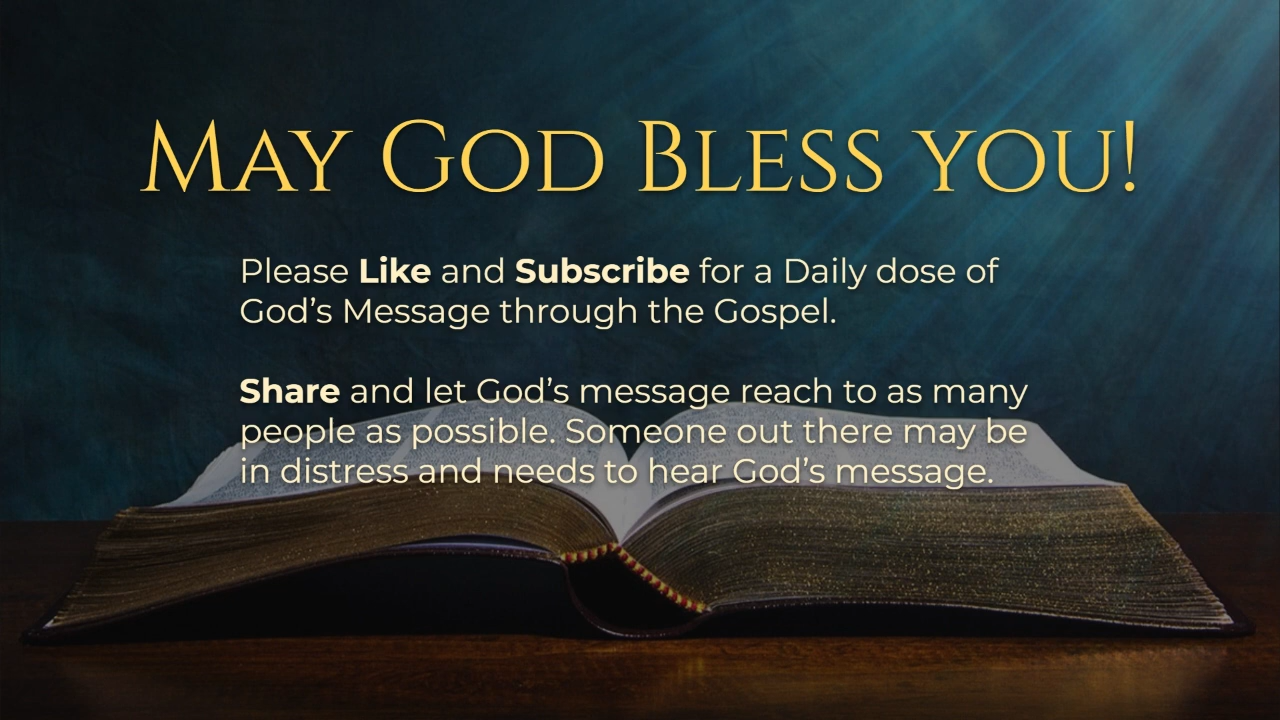 May God Bless you!
Please Like and Subscribe for a Daily dose of
God’s Message through the Gospel.
Share and let God’s message reach to as many
people as possible. Someone out there may be
in distress and needs to hear God’s message.